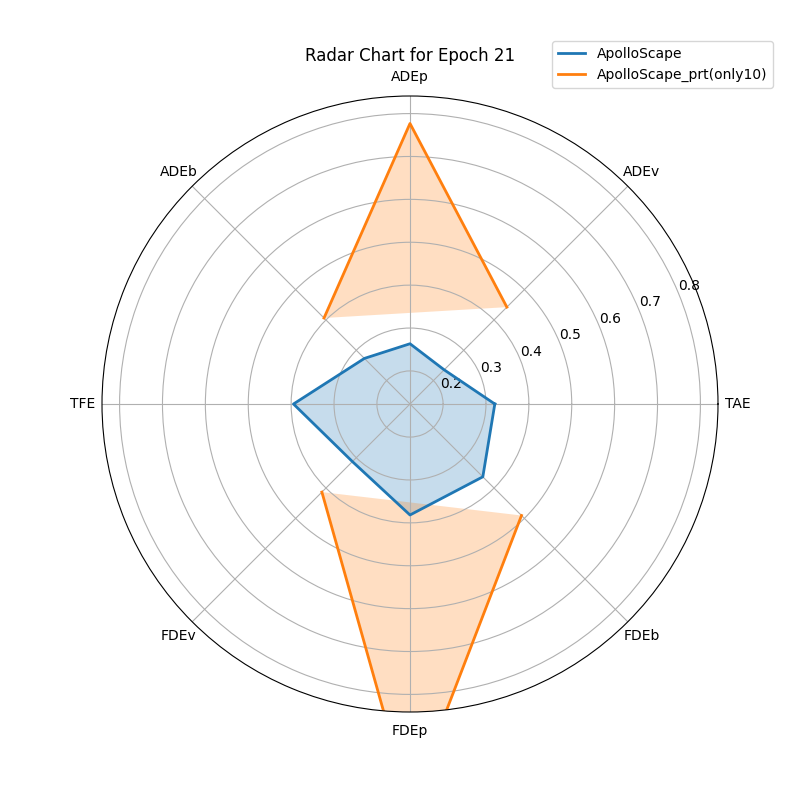 Radar Chart for Epoch 21
ApolloScape
ApolloScape_prt(only10)
ADEp
ADEb
ADEv
0.8
0.7
0.6
0.5
0.4
0.3
0.2
TFE
TAE
FDEv
FDEb
FDEp